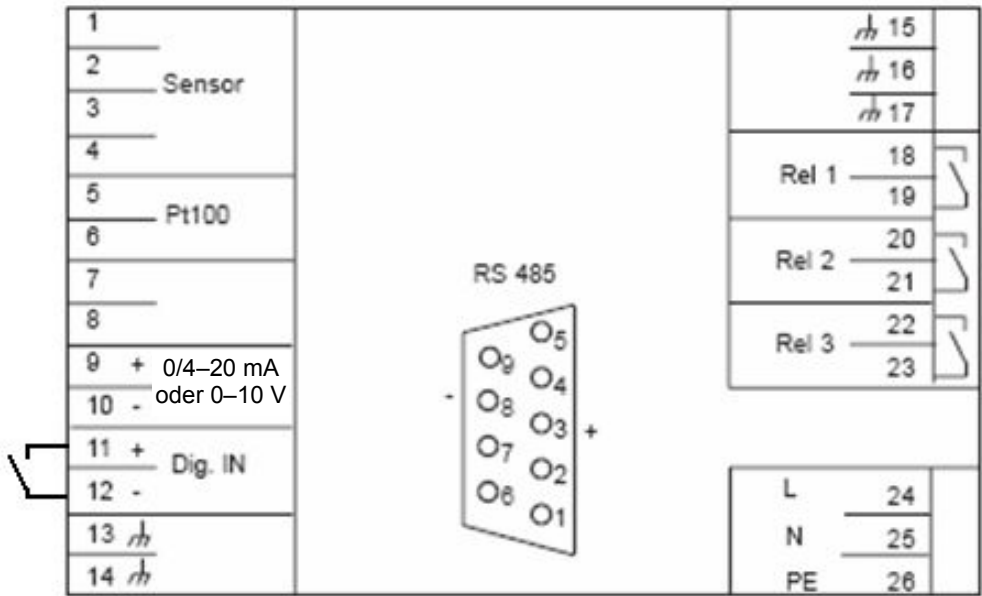 1
2
Sensor
3
4
5
Pt100
6
7
8
9 + 0/4–20 mA
oder 0–10 V
10 -
11 +
Dig. IN
12 -
13
14
RS 485
5
9
4
8
-
3 +
7
2
6
1
15
16
17
18
Rel 1
19
20
Rel 2
21
22
Rel 3
23
L 24
N 25
PE 26